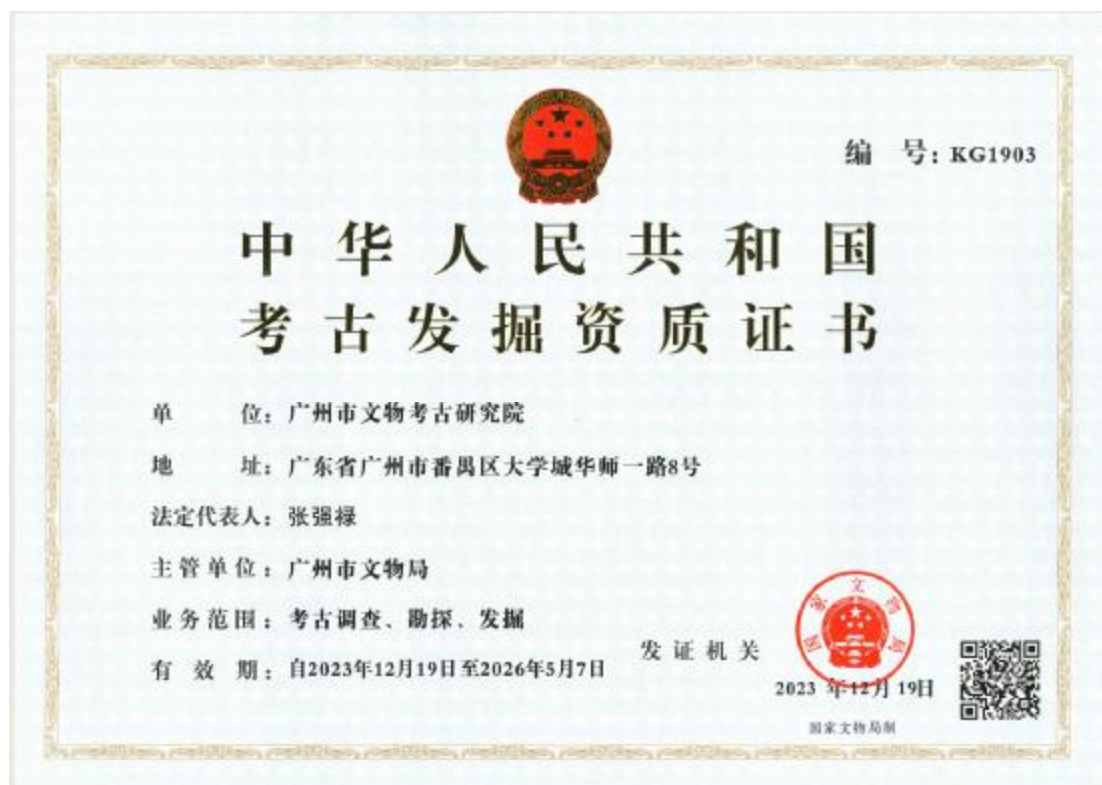 编 号: KG1903
中华人民共和国
考古发掘资质证书
单 位: 广州市文物考古研究院
地 址: 广东省广州市番禺区大学城华师一路8号
法定代表人: 张强禄
主管单位: 广州市文物局
业务范围: 考古调查、勘探、发掘
有 效 期: 自2023年12月19日至2026年5月7日
发证机关
国家文物局
2023 年12月19日
国家文物局制